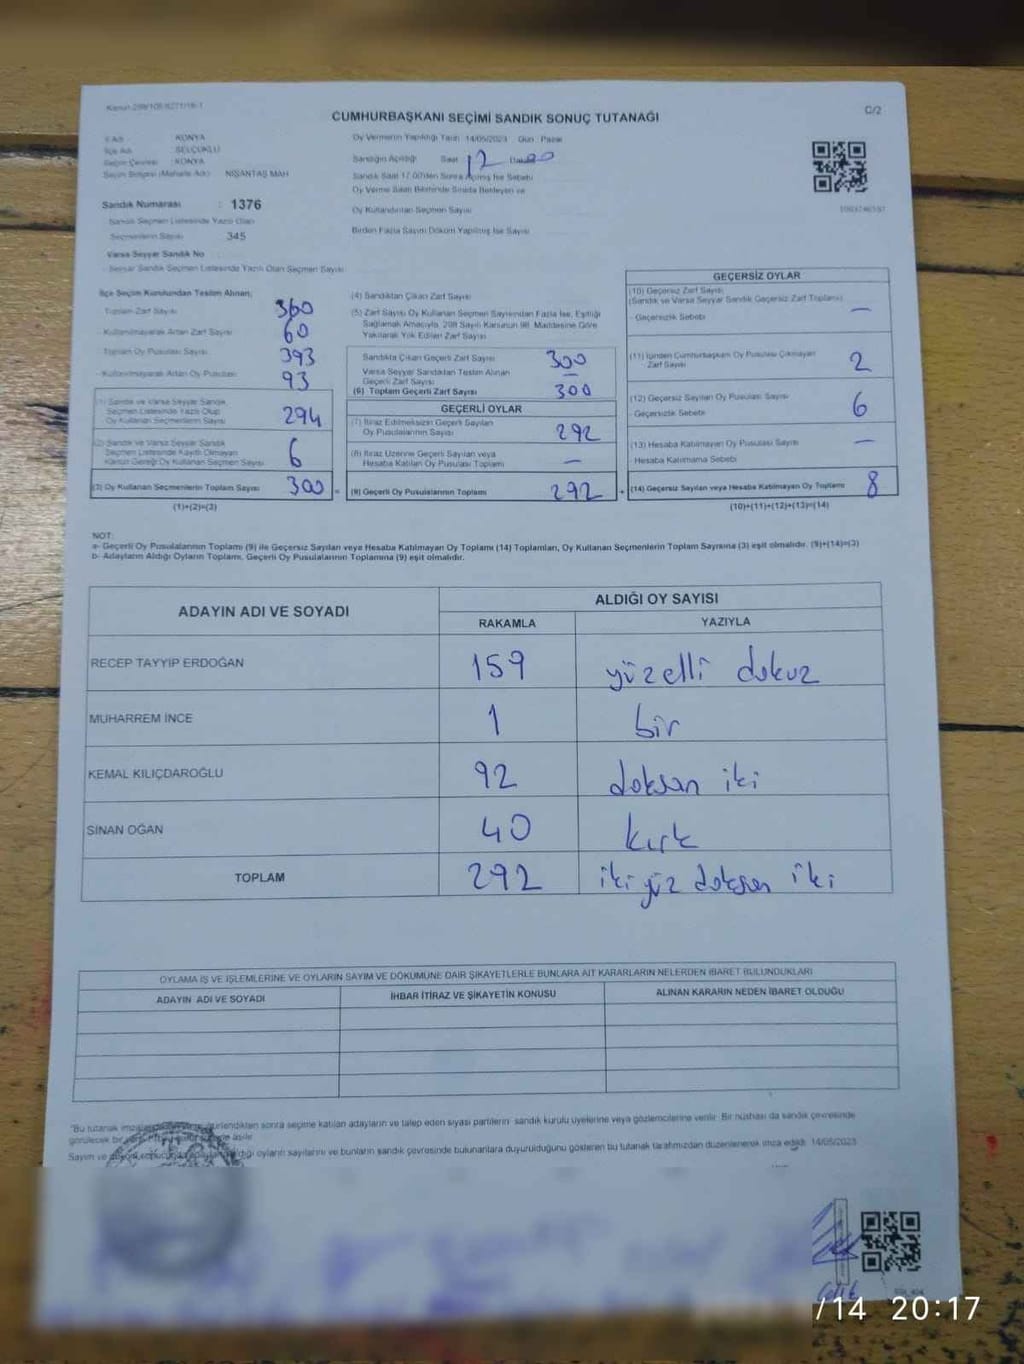 CUMHURBAŞKANI SEÇİMİ SANDIK SONUÇ TUTANAĞI
C/2
İl Adı : KONYA
İlçe Adı : SELÇUKLU
Seçim Çevresi : KONYA
Seçim Bölgesi (Mahalle Adı) : NİŞANTAŞ MAH
Oy Vermenin Yapıldığı Tarih 14/05/2023 Gün Pazar
Sandığın Açıldığı Saat 17
Sandık Saat 17.00'den Sonra Açılmış İse Sebebi
Oy Verme Saati Bitiminde Sırada Bekleyen ve
Oy Kullandırılan Seçmen Sayısı
Birden Fazla Sayım Döküm Yapılmış İse Sayısı
Sandık Numarası : 1376
Sandık Seçmen Listesinde Yazılı Olan
Seçmenlerin Sayısı : 345
Varsa Seyyar Sandık No
- Seyyar Sandık Seçmen Listesinde Yazılı Olan Seçmen Sayısı
İlçe Seçim Kurulundan Teslim Alınan;
Toplam Zarf Sayısı 360
- Kullanılmayarak Artan Zarf Sayısı 60
- Toplam Oy Pusulası Sayısı 393
- Kullanılmayarak Artan Oy Pusulası 93
(1) Sandık ve Varsa Seyyar Sandık
Seçmen Listesinde Yazılı Olup
Oy Kullanan Seçmenlerin Sayısı 294
(2) Sandık ve Varsa Seyyar Sandık
Seçmen Listesinde Kayıtlı Olmayan
Kanun Gereği Oy Kullanan Seçmen Sayısı 6
(3) Oy Kullanan Seçmenlerin Toplam Sayısı 300 =
(1)+(2)=(3)
(4) Sandıktan Çıkan Zarf Sayısı
(5) Zarf Sayısı Oy Kullanan Seçmen Sayısından Fazla İse, Eşitliği
Sağlamak Amacıyla, 298 Sayılı Kanunun 98. Maddesine Göre
Yakılarak Yok Edilen Zarf Sayısı
Sandıkta Çıkan Geçerli Zarf Sayısı 300
Varsa Seyyar Sandıktan Teslim Alınan
Geçerli Zarf Sayısı —
(6) Toplam Geçerli Zarf Sayısı 300
GEÇERLİ OYLAR
(7) İtiraz Edilmeksizin Geçerli Sayılan
Oy Pusulalarının Sayısı 292
(8) İtiraz Üzerine Geçerli Sayılan veya
Hesaba Katılan Oy Pusulası Toplamı —
(9) Geçerli Oy Pusulalarının Toplamı 292 +
GEÇERSİZ OYLAR
(10) Geçersiz Zarf Sayısı
(Sandık ve Varsa Seyyar Sandık Geçersiz Zarf Toplamı)
- Geçersizlik Sebebi —
(11) İçinden Cumhurbaşkanı Oy Pusulası Çıkmayan
Zarf Sayısı 2
(12) Geçersiz Sayılan Oy Pusulası Sayısı 6
- Geçersizlik Sebebi
(13) Hesaba Katılmayan Oy Pusulası Sayısı —
- Hesaba Katılmama Sebebi
(14) Geçersiz Sayılan veya Hesaba Katılmayan Oy Toplamı 8
(10)+(11)+(12)+(13)=(14)
NOT:
a- Geçerli Oy Pusulalarının Toplamı (9) ile Geçersiz Sayılan veya Hesaba Katılmayan Oy Toplamı (14) Toplamları, Oy Kullanan Seçmenlerin Toplam Sayısına (3) eşit olmalıdır. (9)+(14)=(3)
b- Adayların Aldığı Oyların Toplamı, Geçerli Oy Pusulalarının Toplamına (9) eşit olmalıdır.
ADAYIN ADI VE SOYADI
ALDIĞI OY SAYISI
RAKAMLA YAZIYLA
RECEP TAYYİP ERDOĞAN 159 yüzelli dokuz
MUHARREM İNCE 1 bir
KEMAL KILIÇDAROĞLU 92 doksan iki
SİNAN OĞAN 40 kırk
TOPLAM 292 iki yüz doksan iki
OYLAMA İŞ VE İŞLEMLERİNE VE OYLARIN SAYIM VE DÖKÜMÜNE DAİR ŞİKAYETLERLE BUNLARA AİT KARARLARIN NELERDEN İBARET BULUNDUKLARI
ADAYIN ADI VE SOYADI İHBAR İTİRAZ VE ŞİKAYETİN KONUSU ALINAN KARARIN NEDEN İBARET OLDUĞU
"Bu tutanak sonra seçime katılan adayların ve talep eden siyasi partilerin sandık kurulu üyelerine veya gözlemcilerine verilir. Bir nüshası da sandık çevresinde
görülecek bir asılır.
Sayım ve oylarını sayılarını ve bunların sandık çevresinde bulunanlara duyurulduğunu gösteren bu tutanak tarafımızdan düzenlenerek imza edildi. 14/05/2023
/14 20:17